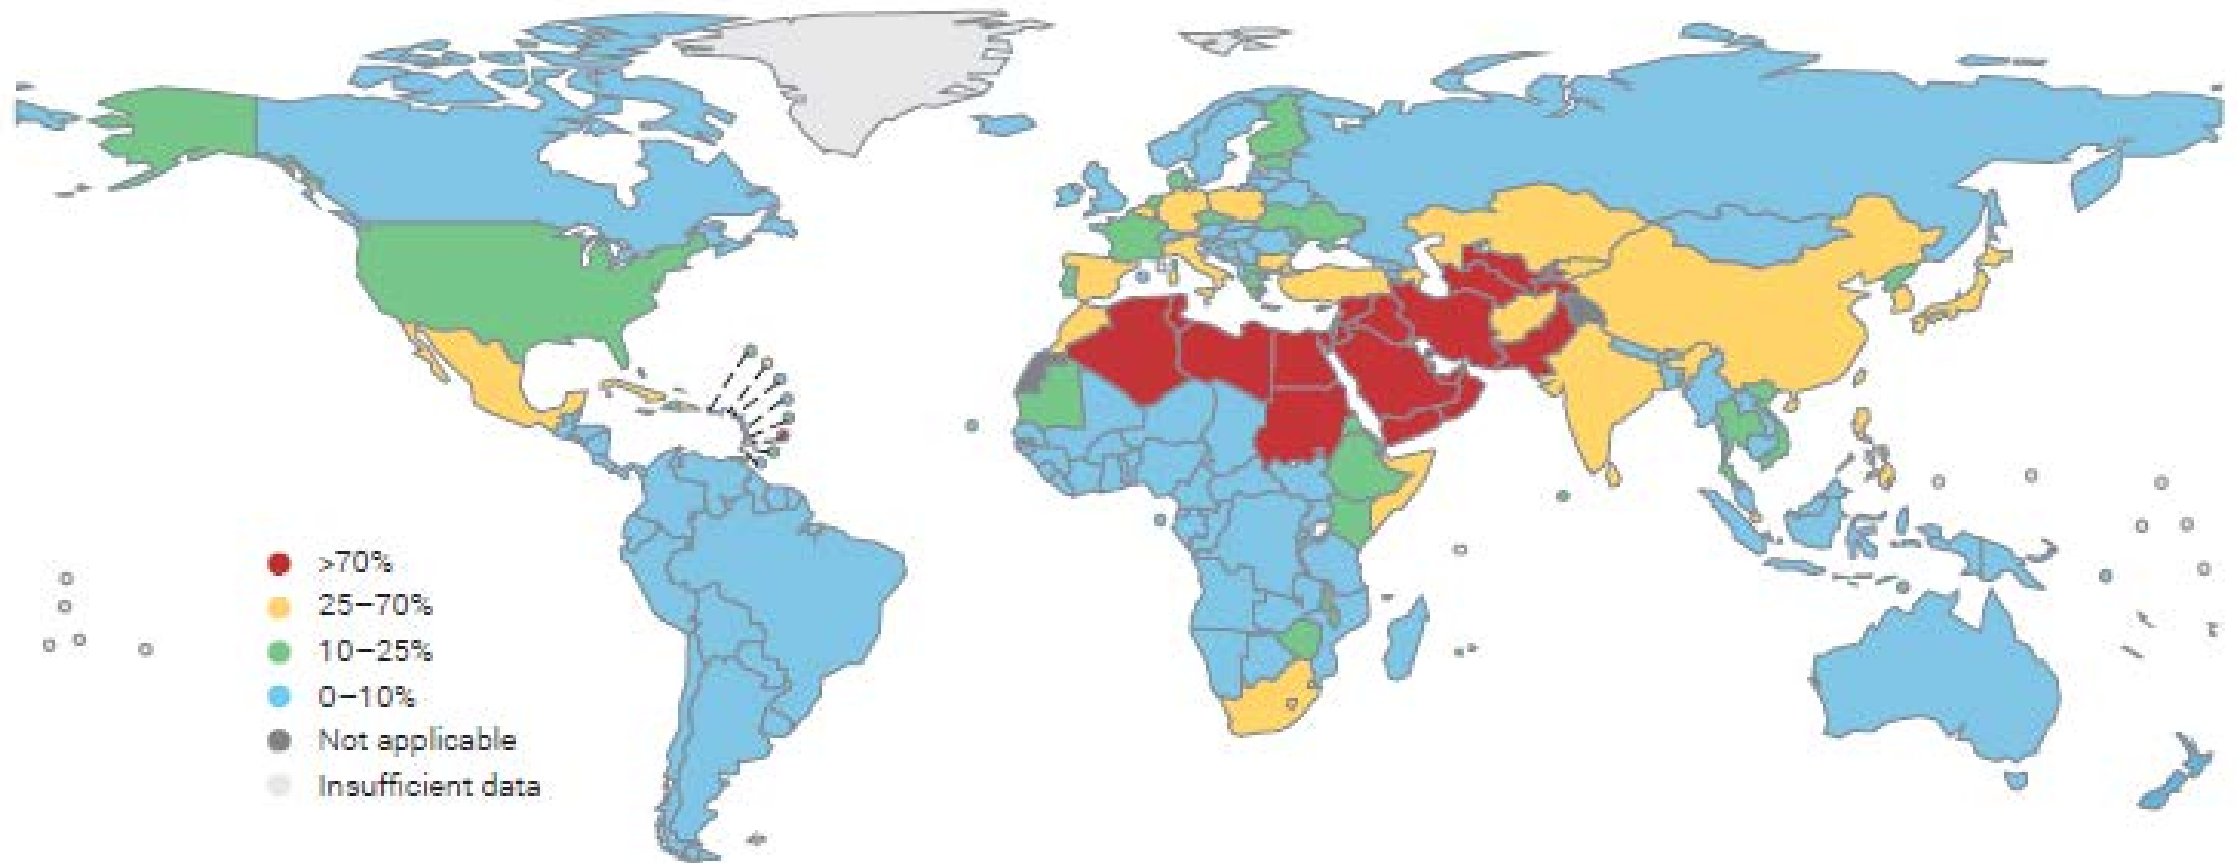 >70%
25–70%
10–25%
0–10%
Not applicable
Insufficient data